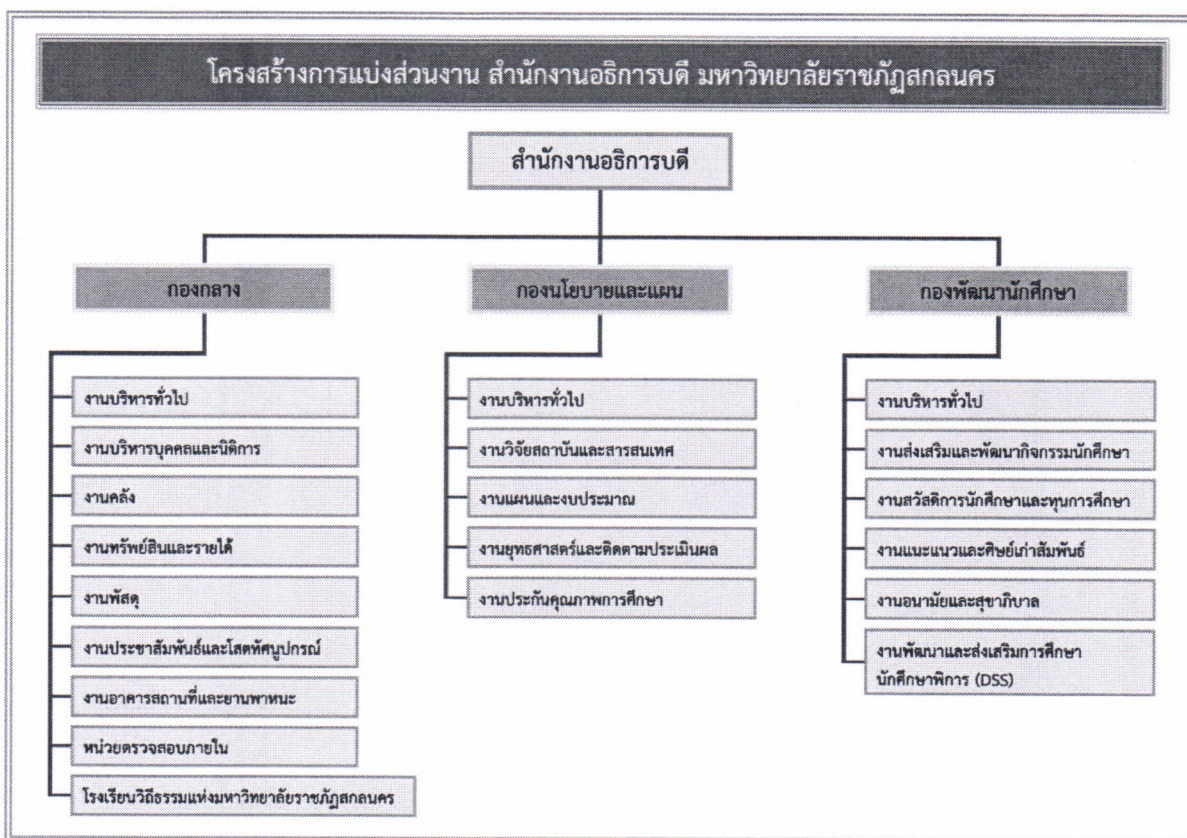 โครงสร้างการแบ่งส่วนงาน สำนักงานอธิการบดี มหาวิทยาลัยราชภัฏสกลนคร
สำนักงานอธิการบดี
กองกลาง
งานบริหารทั่วไป
งานบริหารบุคคลและนิติการ
งานคลัง
งานทรัพย์สินและรายได้
งานพัสดุ
งานประชาสัมพันธ์และโสตทัศนูปกรณ์
งานอาคารสถานที่และยานพาหนะ
หน่วยตรวจสอบภายใน
โรงเรียนวิถีธรรมแห่งมหาวิทยาลัยราชภัฏสกลนคร
กองนโยบายและแผน
งานบริหารทั่วไป
งานวิจัยสถาบันและสารสนเทศ
งานแผนและงบประมาณ
งานยุทธศาสตร์และติดตามประเมินผล
งานประกันคุณภาพการศึกษา
กองพัฒนานักศึกษา
งานบริหารทั่วไป
งานส่งเสริมและพัฒนากิจกรรมนักศึกษา
งานสวัสดิการนักศึกษาและทุนการศึกษา
งานแนะแนวและศิษย์เก่าสัมพันธ์
งานอนามัยและสุขาภิบาล
งานพัฒนาและส่งเสริมการศึกษา
นักศึกษาพิการ (DSS)